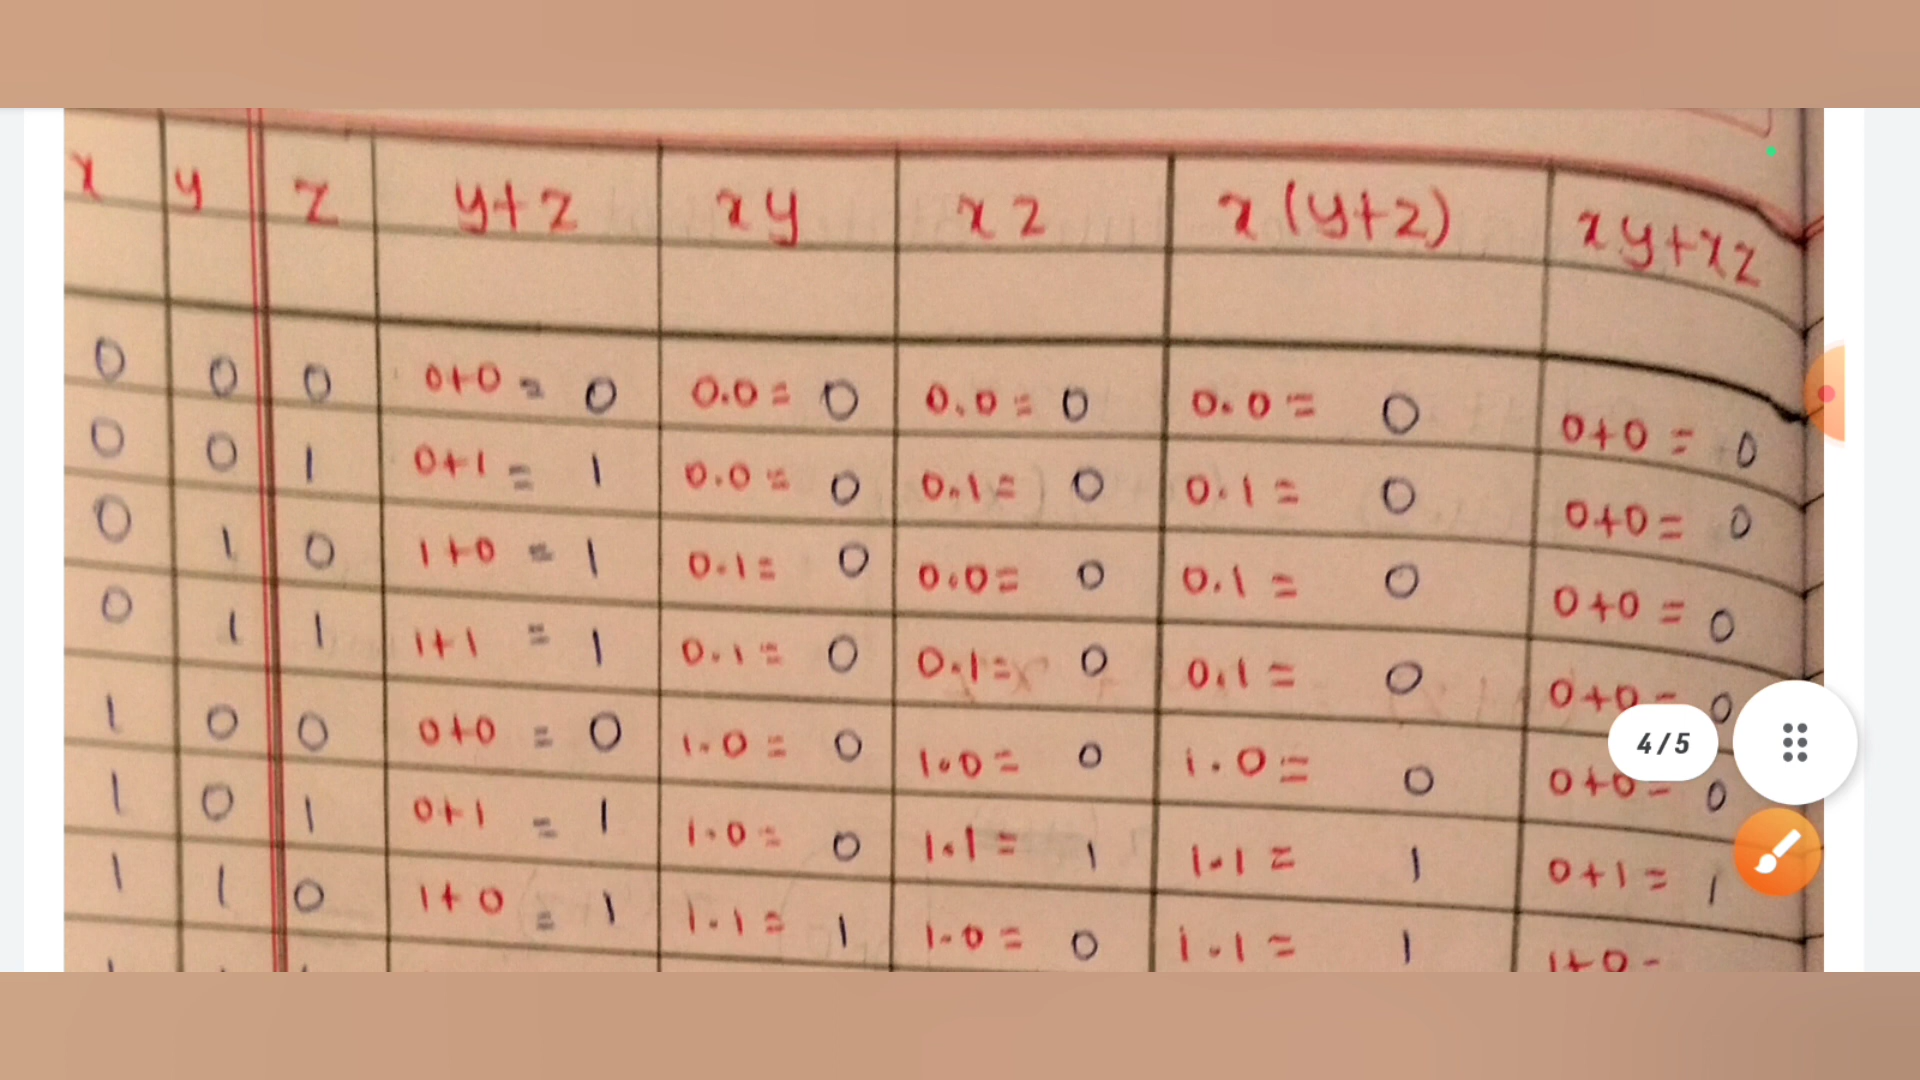 x y z y+z xy xz x(y+z) xy+xz
0 0 0 0+0 = 0 0.0 = 0 0.0 = 0 0.0 = 0 0+0 = 0
0 0 1 0+1 = 1 0.0 = 0 0.1 = 0 0.1 = 0 0+0 = 0
0 1 0 1+0 = 1 0.1 = 0 0.0 = 0 0.1 = 0 0+0 = 0
0 1 1 1+1 = 1 0.1 = 0 0.1 = 0 0.1 = 0 0+0 = 0
1 0 0 0+0 = 0 1.0 = 0 1.0 = 0 1.0 = 0 0+0 = 0
1 0 1 0+1 = 1 1.0 = 0 1.1 = 1 1.1 = 1 0+1 = 1
1 1 0 1+0 = 1 1.1 = 1 1.0 = 0 1.1 = 1 1+0 =
4/5